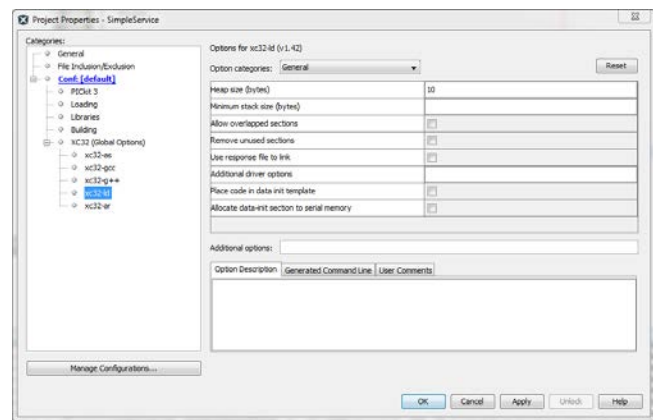 Project Properties - SimpleService
Categories:
General
File Inclusion/Exclusion
Conf: [default]
PICkit 3
Loading
Libraries
Building
XC32 (Global Options)
xc32-as
xc32-gcc
xc32-g++
xc32-ld
xc32-ar
Manage Configurations...
Options for xc32-ld (v1.42)
Option categories: General Reset
Heap size (bytes) 10
Minimum stack size (bytes)
Allow overlapped sections
Remove unused sections
Use response file to link
Additional driver options
Place code in data init template
Allocate data-init section to serial memory
Additional options:
Option Description Generated Command Line User Comments
OK Cancel Apply Unlock Help